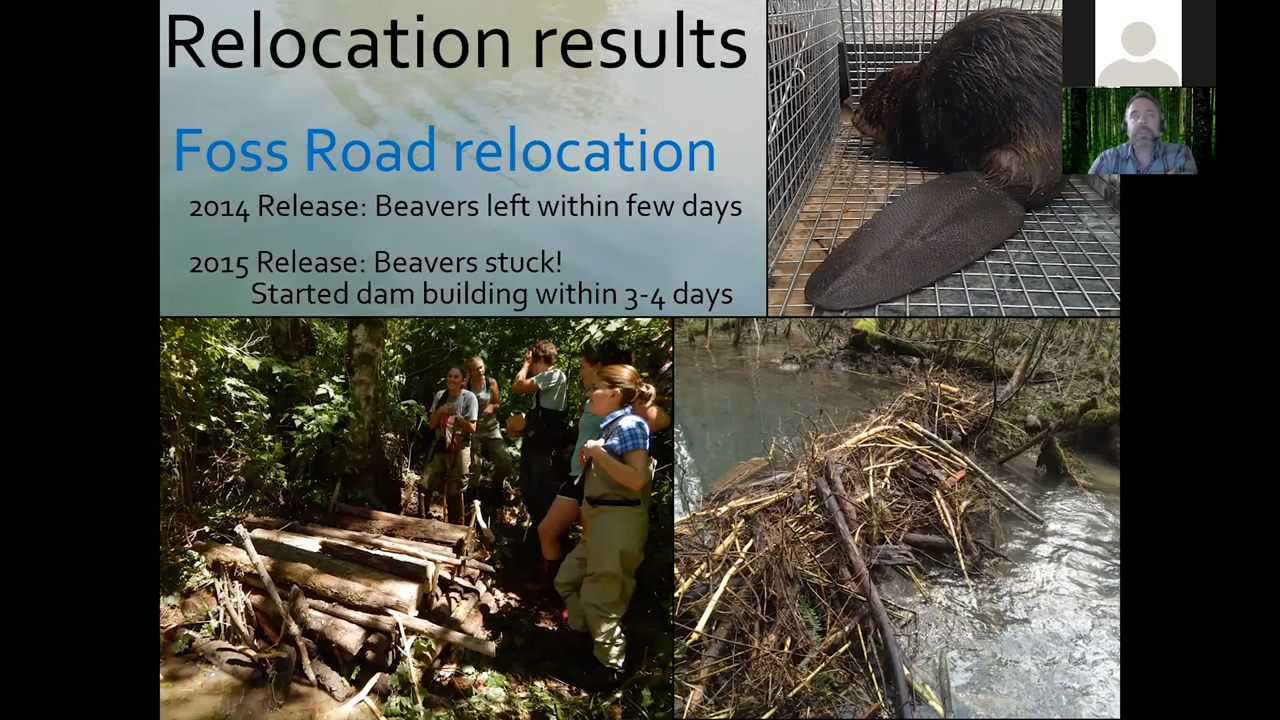 Relocation results
Foss Road relocation
2014 Release: Beavers left within few days
2015 Release: Beavers stuck!
Started dam building within 3-4 days